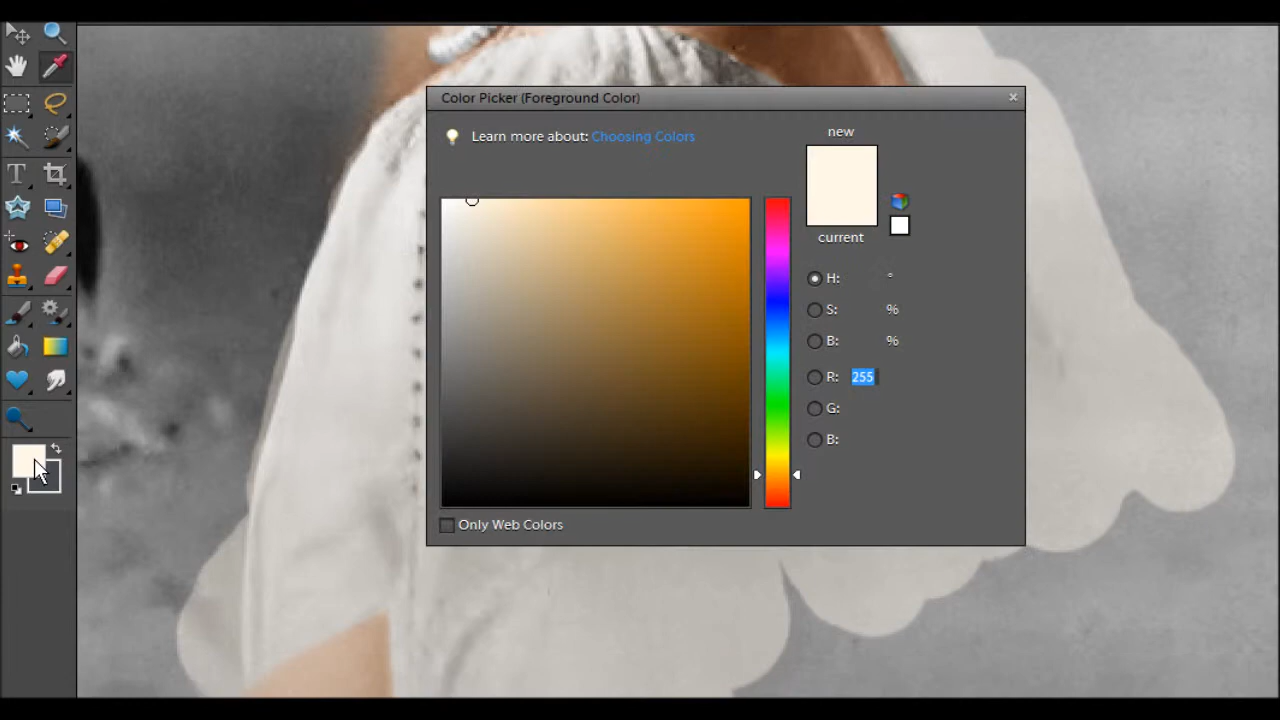 Color Picker (Foreground Color)
Learn more about: Choosing Colors
new
current
H: °
S: %
B: %
R: 255
G:
B:
Only Web Colors
T